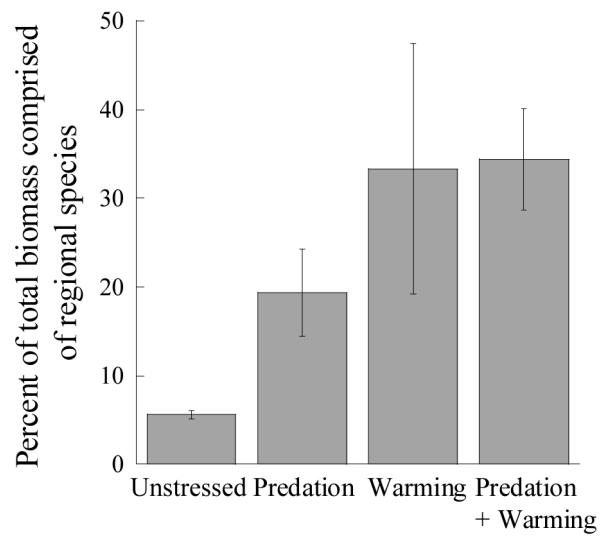 Percent of total biomass comprised
of regional species
50
40
30
20
10
0
Unstressed Predation Warming Predation
+ Warming